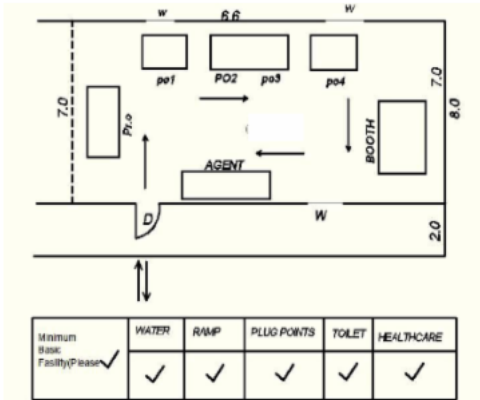 W
6.6
W
po1
PO2
po3
po4
7.0
Pr.o
7.0
8.0
BOOTH
AGENT
D
W
2.0
Minimum
Basic
Fasility(Please
WATER
RAMP
PLUG POINTS
TOILET
HEALTHCARE